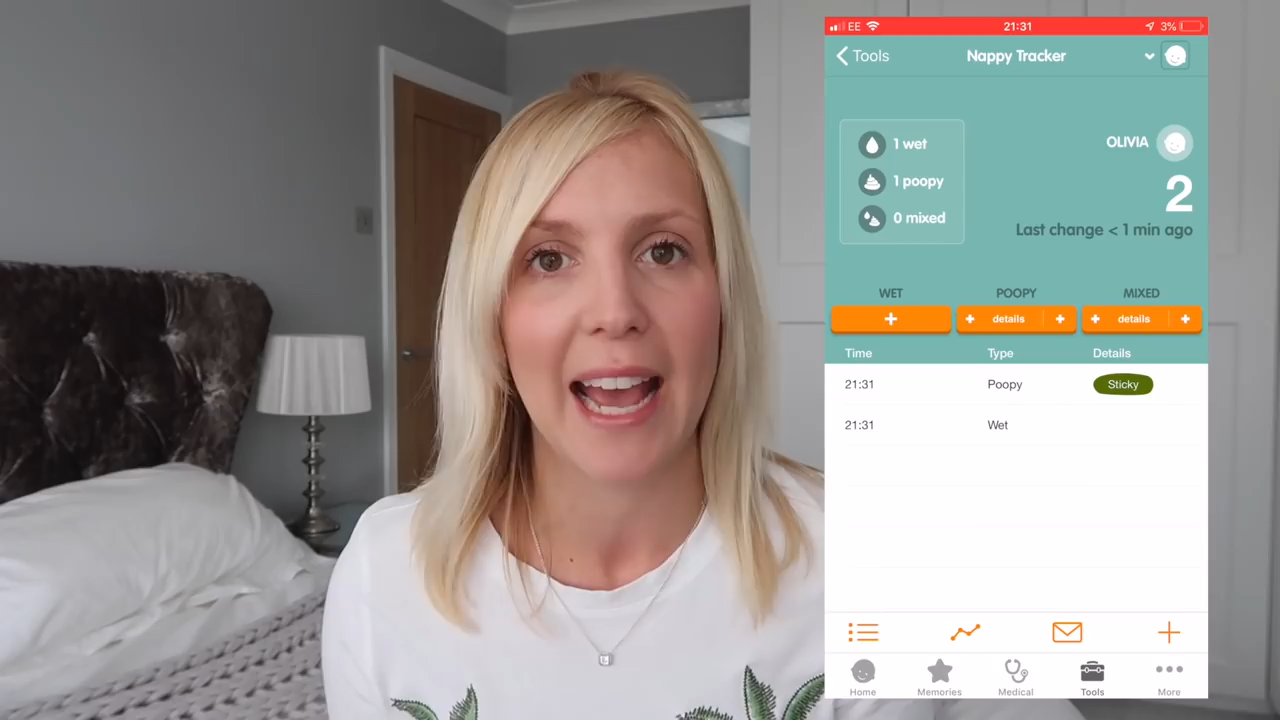 EE 21:31 3%
Tools Nappy Tracker
1 wet
1 poopy
0 mixed
OLIVIA
2
Last change < 1 min ago
WET POOPY MIXED
+ + details + + details +
Time Type Details
21:31 Poopy Sticky
21:31 Wet
Home Memories Medical Tools More